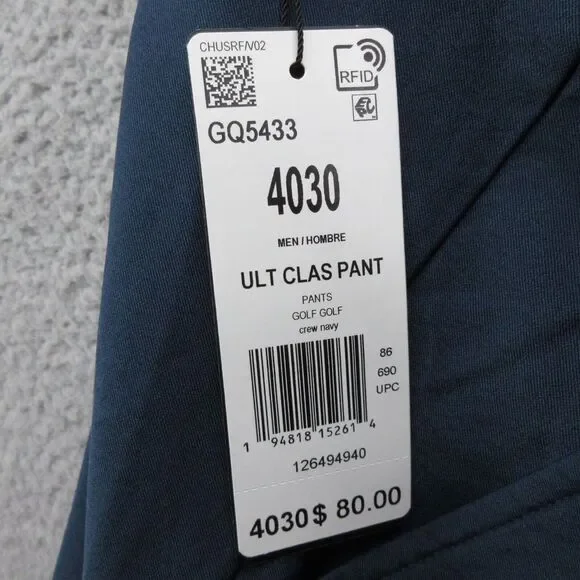 CHUSRF/V02
RFID
GQ5433
4030
MEN / HOMBRE
ULT CLAS PANT
PANTS
GOLF GOLF
crew navy
86
690
UPC
1 94818 15261 4
126494940
4030 $ 80.00